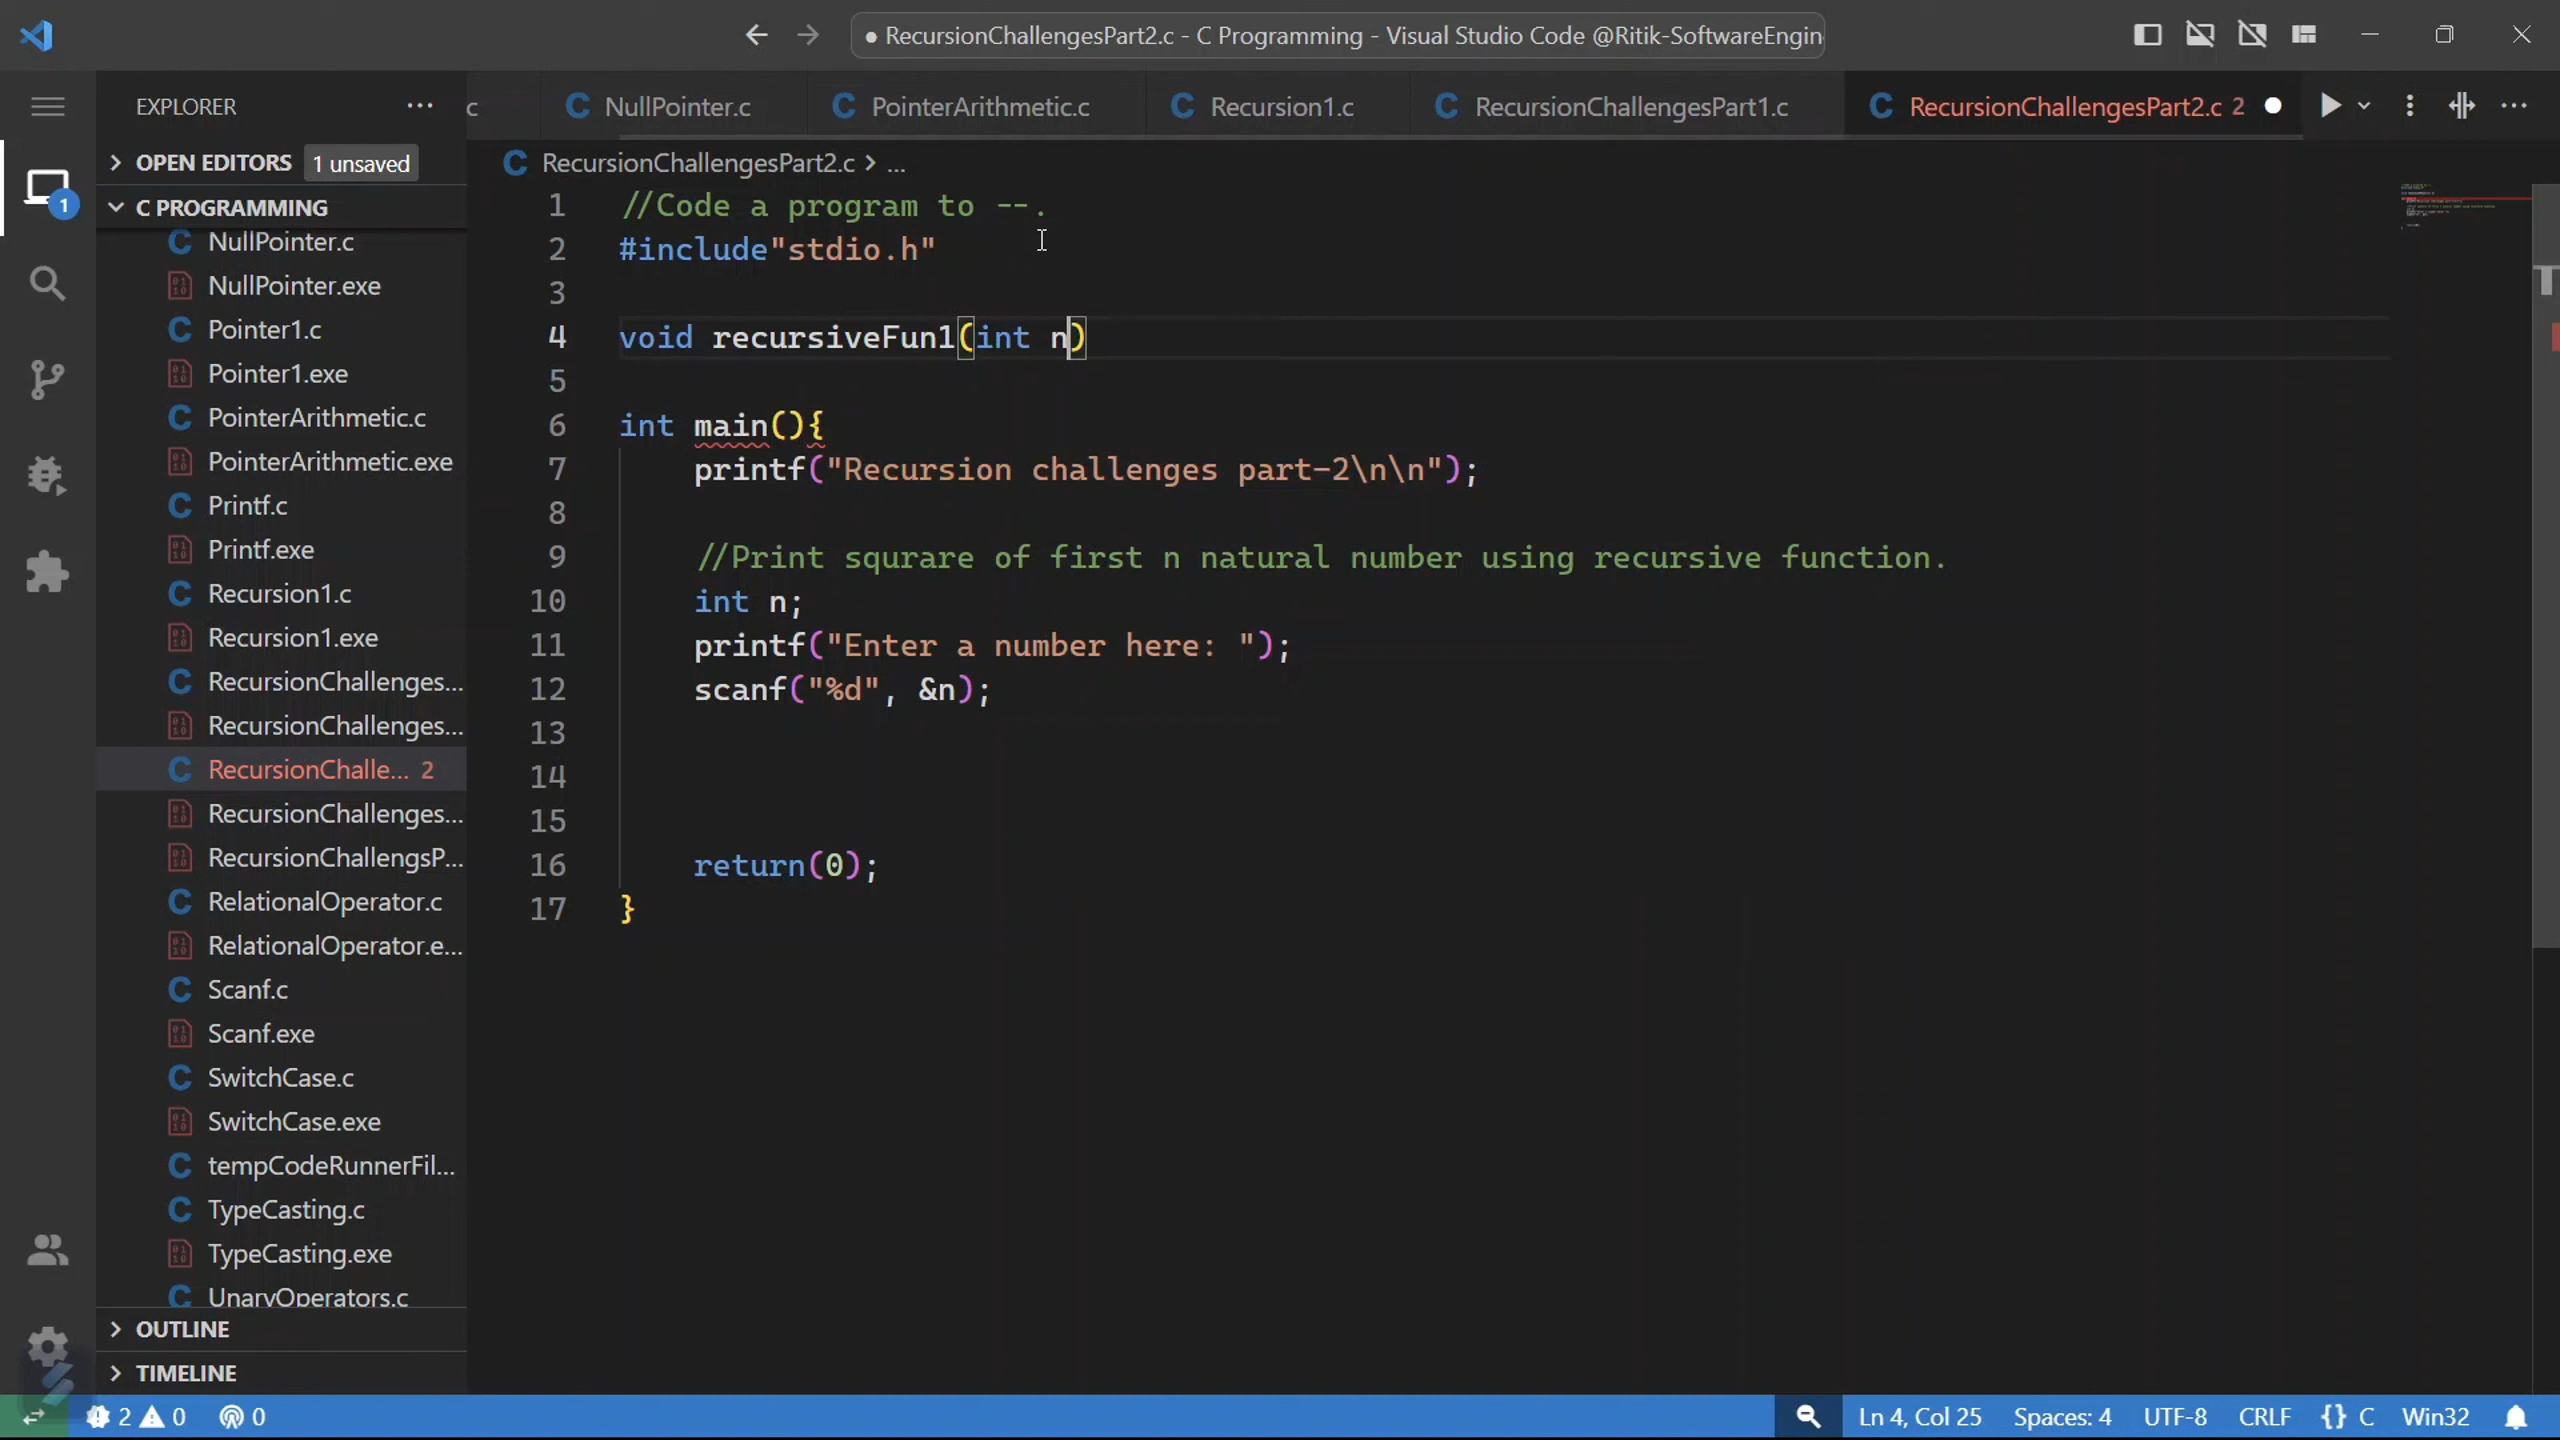 ● RecursionChallengesPart2.c - C Programming - Visual Studio Code @Ritik-SoftwareEngin
EXPLORER
c NullPointer.c PointerArithmetic.c Recursion1.c RecursionChallengesPart1.c RecursionChallengesPart2.c 2
OPEN EDITORS 1 unsaved
C PROGRAMMING
NullPointer.c
NullPointer.exe
Pointer1.c
Pointer1.exe
PointerArithmetic.c
PointerArithmetic.exe
Printf.c
Printf.exe
Recursion1.c
Recursion1.exe
RecursionChallenges...
RecursionChallenges...
RecursionChalle... 2
RecursionChallenges...
RecursionChallengsP...
RelationalOperator.c
RelationalOperator.e...
Scanf.c
Scanf.exe
SwitchCase.c
SwitchCase.exe
tempCodeRunnerFil...
TypeCasting.c
TypeCasting.exe
UnaryOperators.c
OUTLINE
TIMELINE
RecursionChallengesPart2.c > ...
1 //Code a program to --.
2 #include"stdio.h"
3
4 void recursiveFun1(int n)
5
6 int main(){
7 printf("Recursion challenges part-2\n\n");
8
9 //Print squrare of first n natural number using recursive function.
10 int n;
11 printf("Enter a number here: ");
12 scanf("%d", &n);
13
14
15
16 return(0);
17 }
1
2 0 0
Ln 4, Col 25 Spaces: 4 UTF-8 CRLF {} C Win32